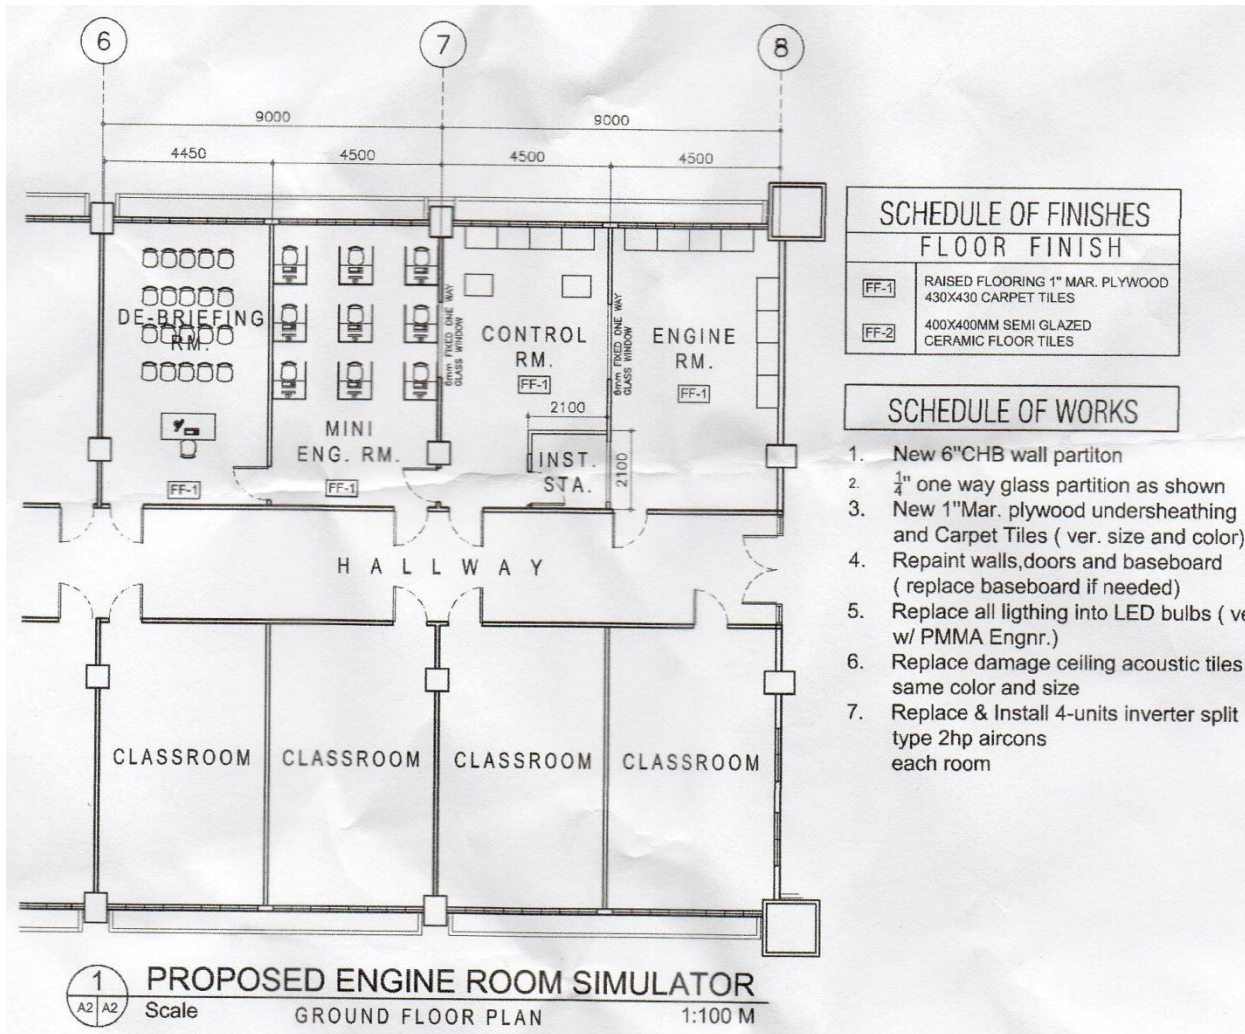 6
7
8
9000
9000
4450
4500
4500
4500
DE-BRIEFING
RM.
MINI
ENG. RM.
6mm FIXED ONE WAY
GLASS WINDOW
CONTROL
RM.
FF-1
6mm FIXED ONE WAY
GLASS WINDOW
ENGINE
RM.
FF-1
2100
2100
INST.
STA.
FF-1
FF-1
HALLWAY
CLASSROOM
CLASSROOM
CLASSROOM
CLASSROOM
SCHEDULE OF FINISHES
FLOOR FINISH
FF-1
RAISED FLOORING 1" MAR. PLYWOOD
430X430 CARPET TILES
FF-2
400X400MM SEMI GLAZED
CERAMIC FLOOR TILES
SCHEDULE OF WORKS
1. New 6"CHB wall partiton
2. 1/4" one way glass partition as shown
3. New 1"Mar. plywood undersheathing
and Carpet Tiles ( ver. size and color)
4. Repaint walls,doors and baseboard
( replace baseboard if needed)
5. Replace all ligthing into LED bulbs ( ve
w/ PMMA Engnr.)
6. Replace damage ceiling acoustic tiles
same color and size
7. Replace & Install 4-units inverter split
type 2hp aircons
each room
1
A2 A2
PROPOSED ENGINE ROOM SIMULATOR
Scale GROUND FLOOR PLAN 1:100 M